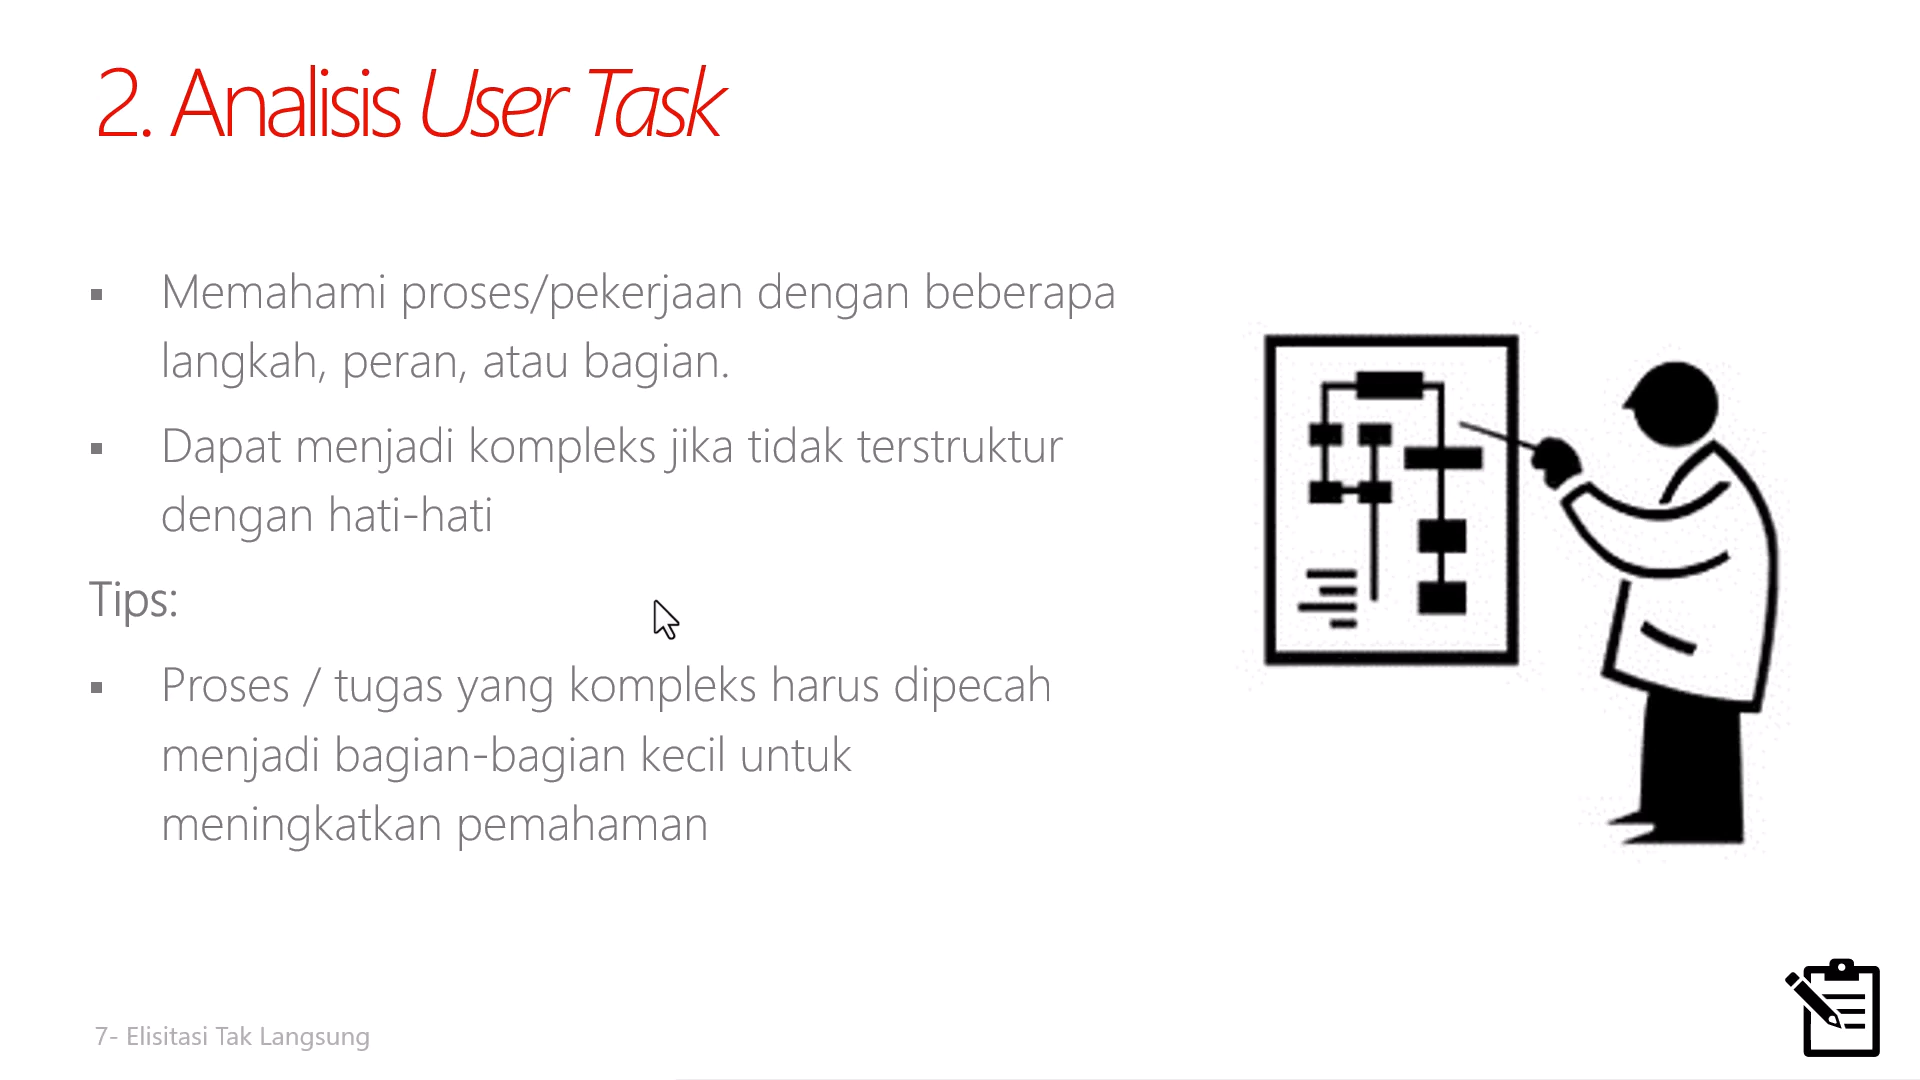 2. Analisis User Task
▪ Memahami proses/pekerjaan dengan beberapa
langkah, peran, atau bagian.
▪ Dapat menjadi kompleks jika tidak terstruktur
dengan hati-hati
Tips:
▪ Proses / tugas yang kompleks harus dipecah
menjadi bagian-bagian kecil untuk
meningkatkan pemahaman
7- Elisitasi Tak Langsung